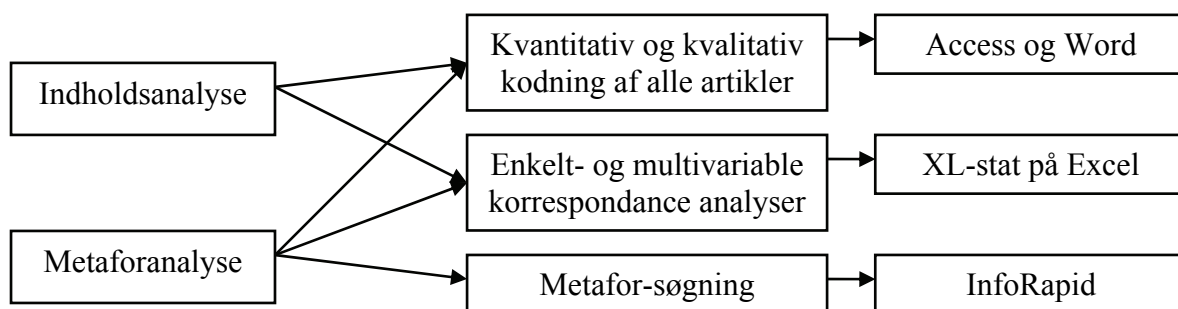 Indholdsanalyse
Metaforanalyse
Kvantitativ og kvalitativ
kodning af alle artikler
Enkelt- og multivariable
korrespondance analyser
Metafor-søgning
Access og Word
XL-stat på Excel
InfoRapid